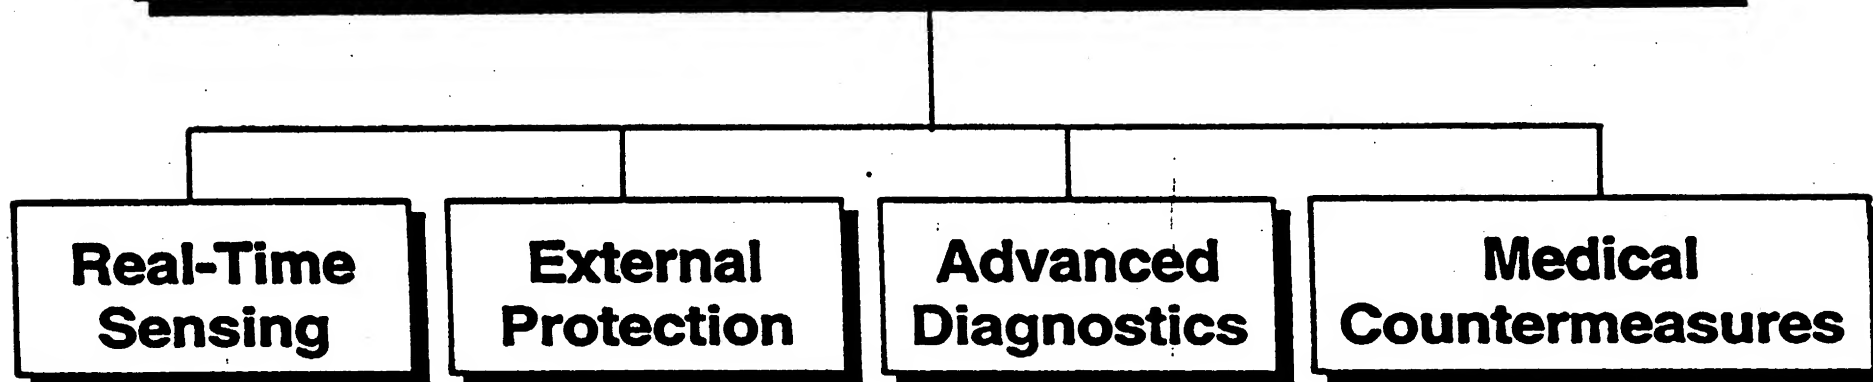 Real-Time
Sensing
External
Protection
Advanced
Diagnostics
Medical
Countermeasures